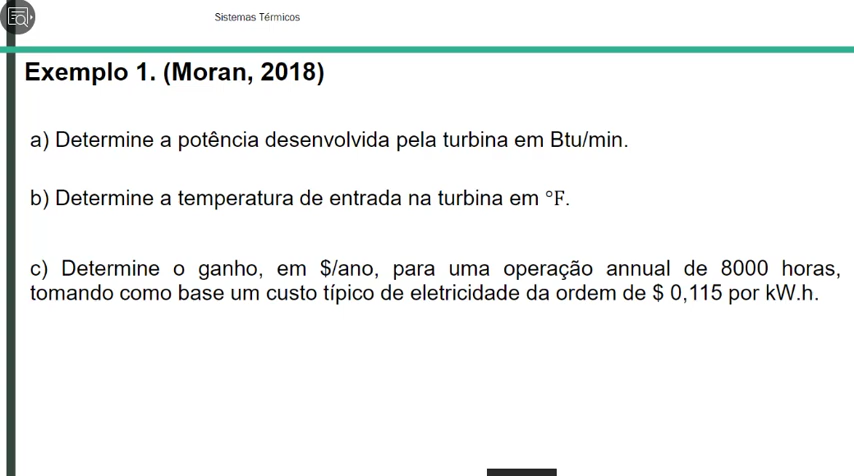 Sistemas Térmicos
Exemplo 1. (Moran, 2018)
a) Determine a potência desenvolvida pela turbina em Btu/min.
b) Determine a temperatura de entrada na turbina em °F.
c) Determine o ganho, em $/ano, para uma operação annual de 8000 horas,
tomando como base um custo típico de eletricidade da ordem de $ 0,115 por kW.h.